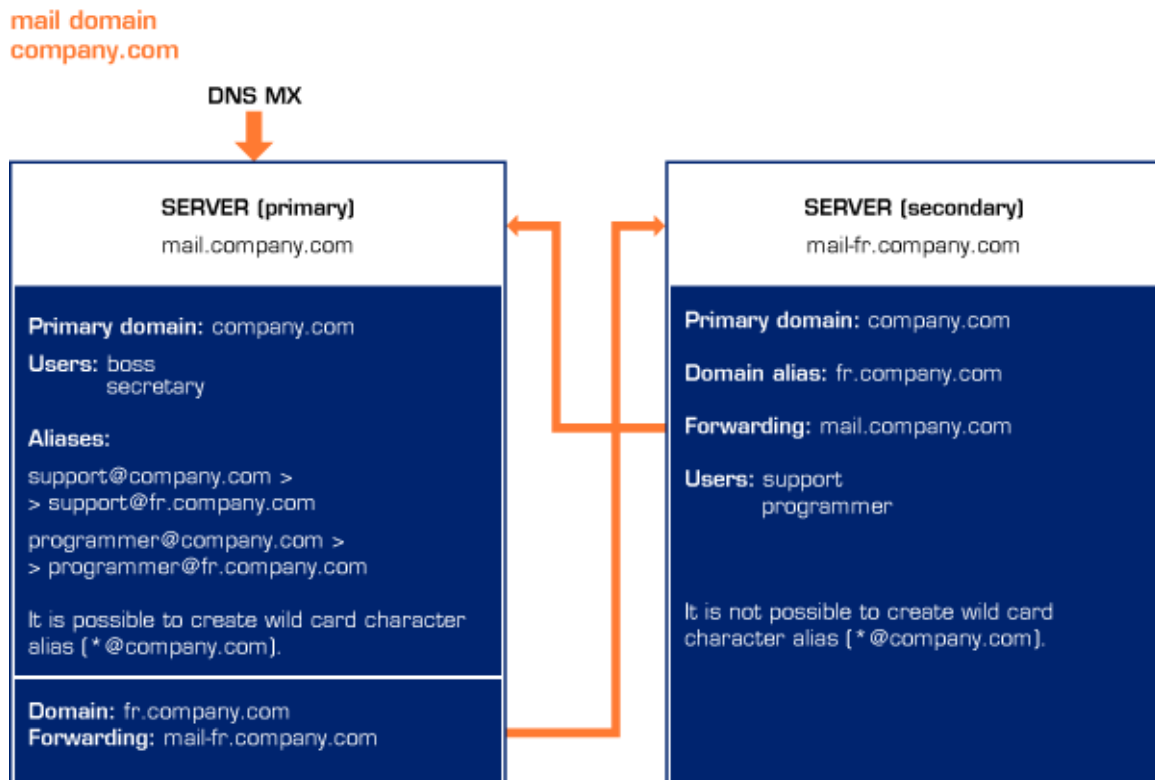 mail domain
company.com
DNS MX
SERVER (primary)
mail.company.com
Primary domain: company.com
Users: boss
secretary
Aliases:
support@company.com >
> support@fr.company.com
programmer@company.com >
> programmer@fr.company.com
It is possible to create wild card character
alias (*@company.com).
Domain: fr.company.com
Forwarding: mail-fr.company.com
SERVER (secondary)
mail-fr.company.com
Primary domain: company.com
Domain alias: fr.company.com
Forwarding: mail.company.com
Users: support
programmer
It is not possible to create wild card
character alias (*@company.com).